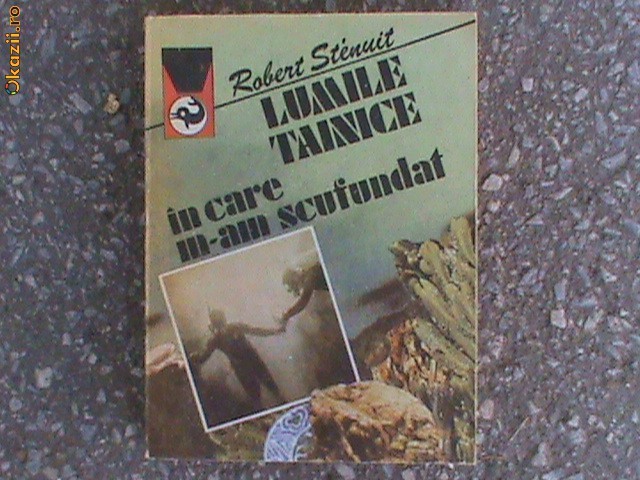 Okazii.ro
Robert Sténuit
LUMILE
TAINICE
în care
m-am scufundat